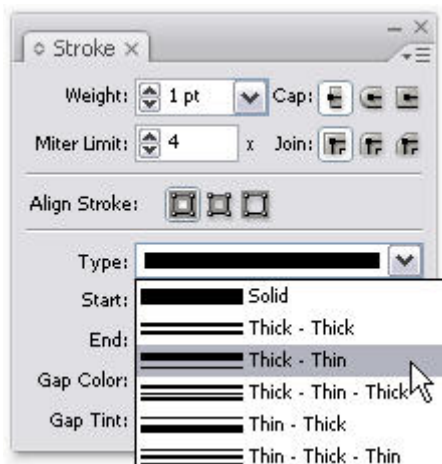 Stroke
Weight: 1 pt Cap:
Miter Limit: 4 x Join:
Align Stroke:
Type:
Start: Solid
Thick - Thick
End:
Thick - Thin
Gap Color: Thick - Thin - Thick
Gap Tint: Thin - Thick
Thin - Thick - Thin